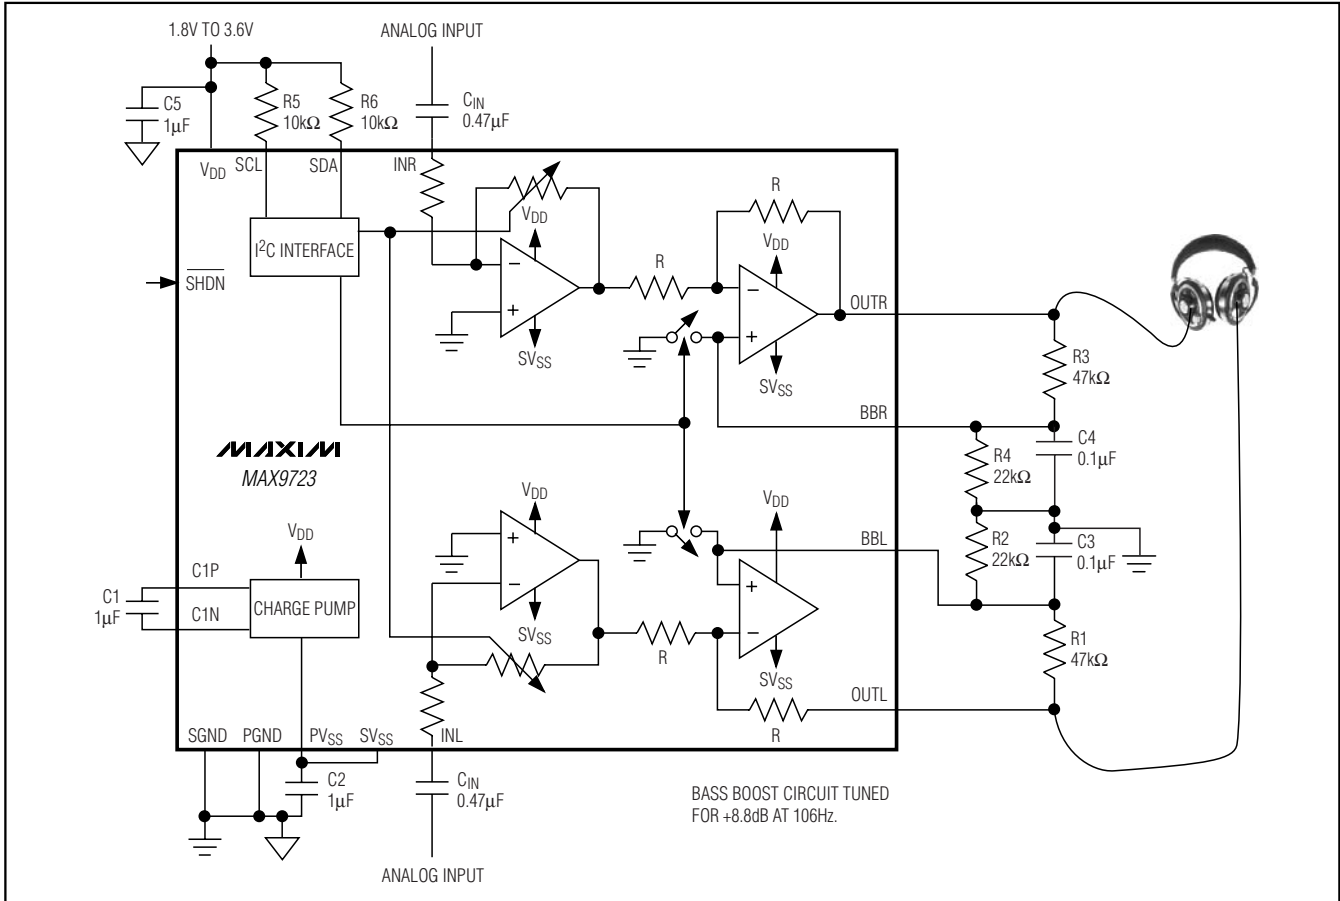 1.8V TO 3.6V
ANALOG INPUT
C5
1µF
R5
10kΩ
R6
10kΩ
CIN
0.47µF
VDD
SCL
SDA
INR
I2C INTERFACE
SHDN
VDD
SVSS
R
R
VDD
SVSS
OUTR
BBR
R3
47kΩ
C4
0.1µF
R4
22kΩ
R2
22kΩ
C3
0.1µF
R1
47kΩ
MAXIM
MAX9723
VDD
C1P
C1N
C1
1µF
CHARGE PUMP
VDD
SVSS
R
VDD
SVSS
BBL
OUTL
R
SGND
PGND
PVSS
SVSS
INL
C2
1µF
CIN
0.47µF
ANALOG INPUT
BASS BOOST CIRCUIT TUNED
FOR +8.8dB AT 106Hz.